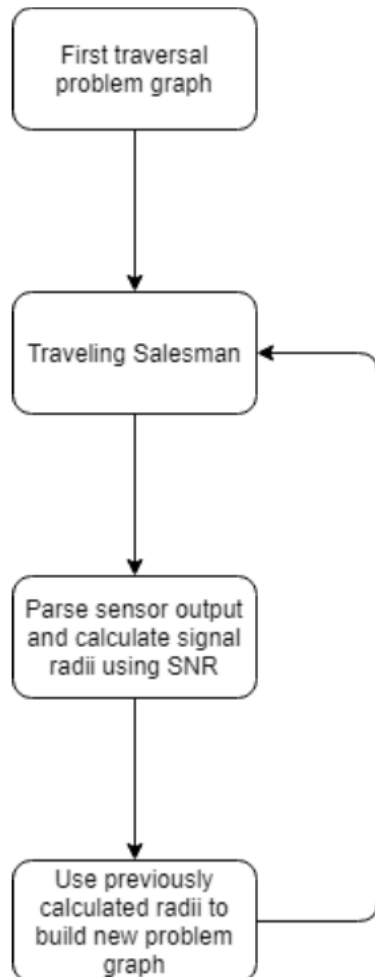 First traversal
problem graph
Traveling Salesman
Parse sensor output
and calculate signal
radii using SNR
Use previously
calculated radii to
build new problem
graph